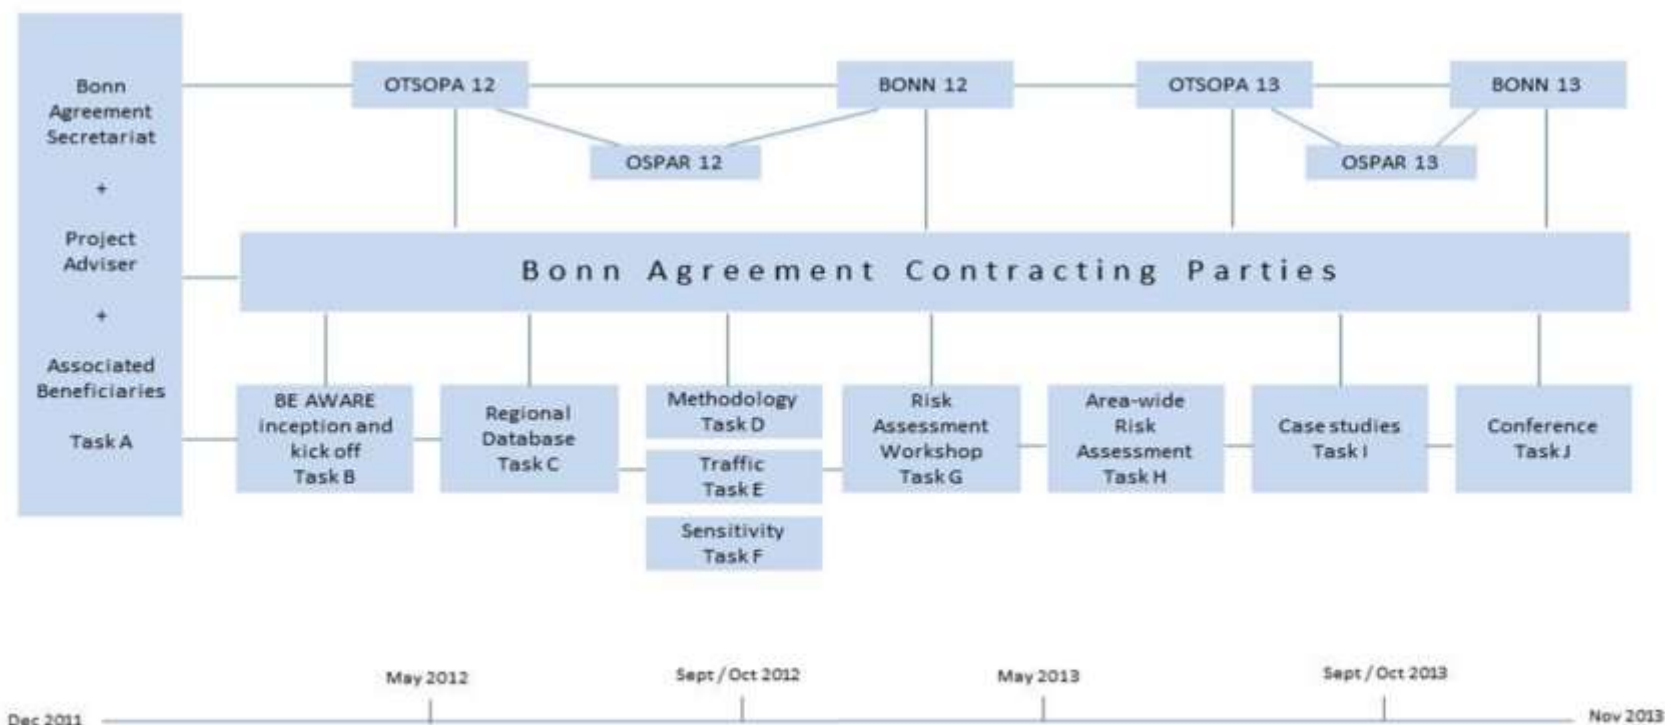 Bonn
Agreement
Secretariat
+
Project
Adviser
+
Associated
Beneficiaries
Task A
OTSOPA 12
BONN 12
OTSOPA 13
BONN 13
OSPAR 12
OSPAR 13
Bonn Agreement Contracting Parties
BE AWARE
inception and
kick off
Task B
Regional
Database
Task C
Methodology
Task D
Traffic
Task E
Sensitivity
Task F
Risk
Assessment
Workshop
Task G
Area-wide
Risk
Assessment
Task H
Case studies
Task I
Conference
Task J
May 2012
Sept / Oct 2012
May 2013
Sept / Oct 2013
Dec 2011
Nov 2013